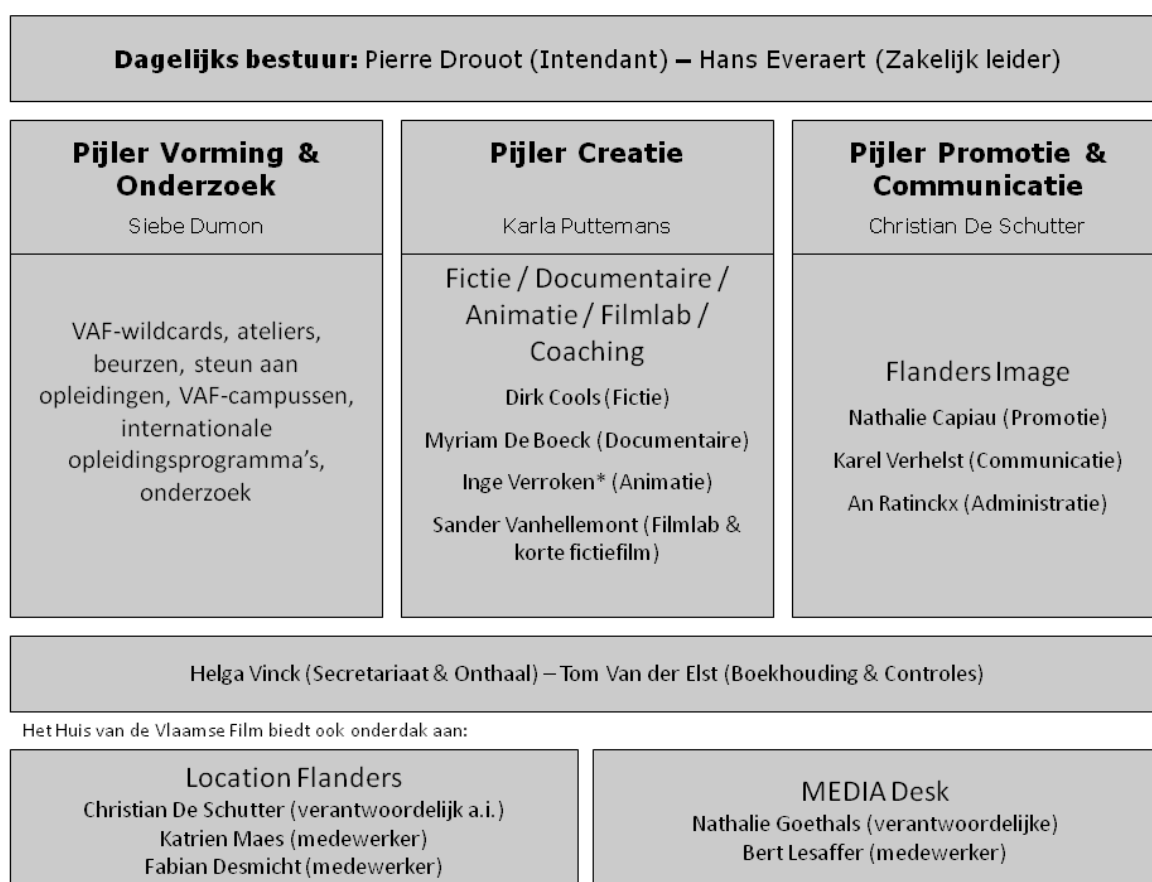 Dagelijks bestuur: Pierre Drouot (Intendant) – Hans Everaert (Zakelijk leider)
Pijler Vorming &
Onderzoek
Siebe Dumon
VAF-wildcards, ateliers,
beurzen, steun aan
opleidingen, VAF-campussen,
internationale
opleidingsprogramma's,
onderzoek
Pijler Creatie
Karla Puttemans
Fictie / Documentaire /
Animatie / Filmlab /
Coaching
Dirk Cools (Fictie)
Myriam De Boeck (Documentaire)
Inge Verroken* (Animatie)
Sander Vanhellemont (Filmlab &
korte fictiefilm)
Pijler Promotie &
Communicatie
Christian De Schutter
Flanders Image
Nathalie Capiau (Promotie)
Karel Verhelst (Communicatie)
An Ratinckx (Administratie)
Helga Vinck (Secretariaat & Onthaal) – Tom Van der Elst (Boekhouding & Controles)
Het Huis van de Vlaamse Film biedt ook onderdak aan:
Location Flanders
Christian De Schutter (verantwoordelijk a.i.)
Katrien Maes (medewerker)
Fabian Desmicht (medewerker)
MEDIA Desk
Nathalie Goethals (verantwoordelijke)
Bert Lesaffer (medewerker)